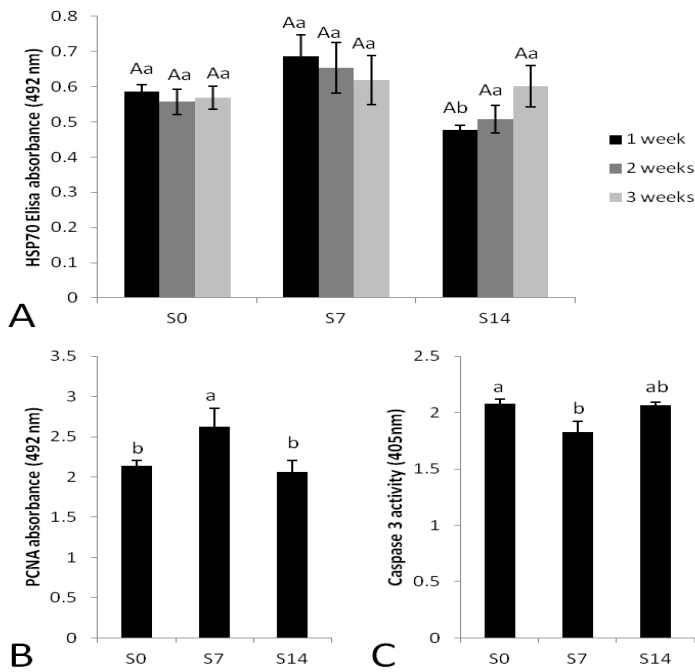 HSP70 Elisa absorbance (492 nm)
0.8
0.7
0.6
0.5
0.4
0.3
0.2
0.1
0
Aa
Aa
Aa
Aa
Aa
Aa
Ab
Aa
Aa
S0
S7
S14
1 week
2 weeks
3 weeks
A
PCNA absorbance (492 nm)
3.5
3
2.5
2
1.5
1
0.5
0
b
a
b
S0
S7
S14
B
Caspase 3 activity (405nm)
2.5
2
1.5
1
0.5
0
a
b
ab
S0
S7
S14
C